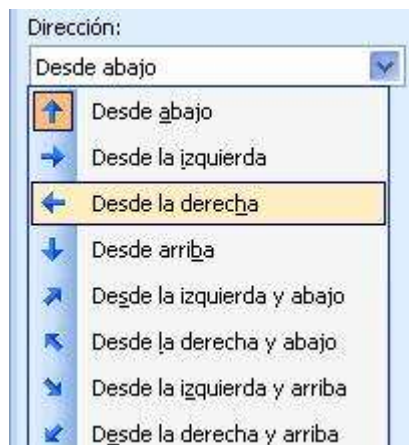 Dirección:
Desde abajo
Desde abajo
Desde la izquierda
Desde la derecha
Desde arriba
Desde la izquierda y abajo
Desde la derecha y abajo
Desde la izquierda y arriba
Desde la derecha y arriba